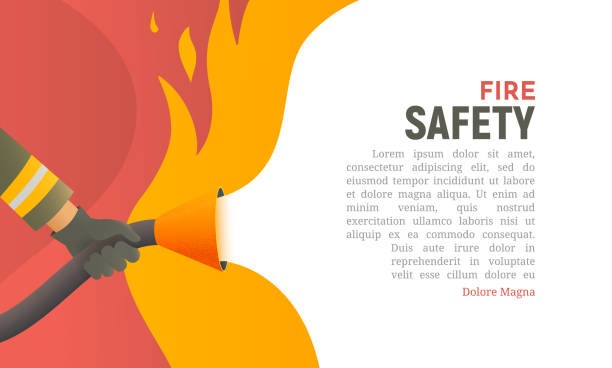 FIRE
SAFETY
Lorem ipsum dolor sit amet,
consectetur adipiscing elit, sed do
eiusmod tempor incididunt ut labore et
dolore magna aliqua. Ut enim ad
minim veniam, quis nostrud
exercitation ullamco laboris nisi ut
aliquip ex ea commodo consequat.
Duis aute irure dolor in
reprehenderit in voluptate
velit esse cillum dolore eu
Dolore Magna